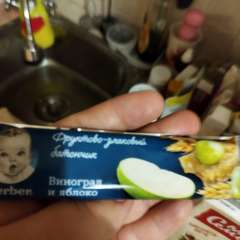 Фруктово-злаковый
батончик
Виноград
и яблоко
erber